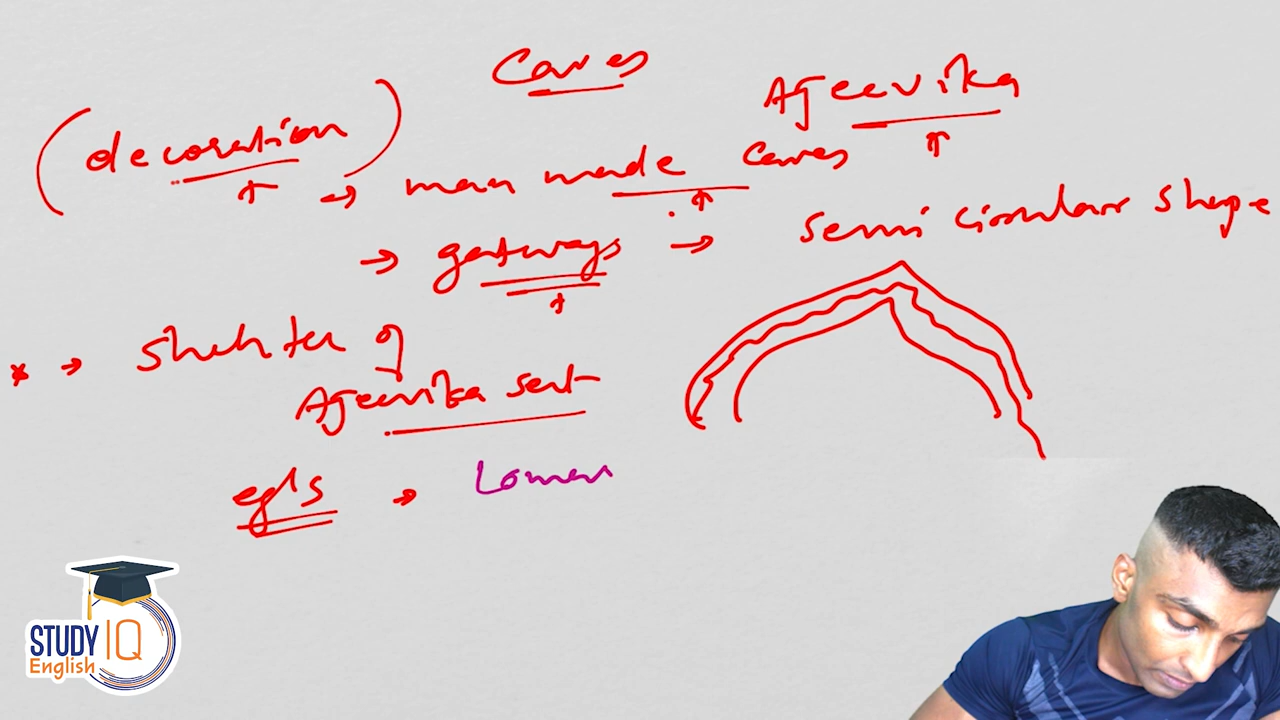 Caves
Ajeevika
(decoration)
→ man made caves
→ gateways → semi circular shape
* → Shelter of
Ajeevika sect
eg's → Lomas
STUDY IQ
English